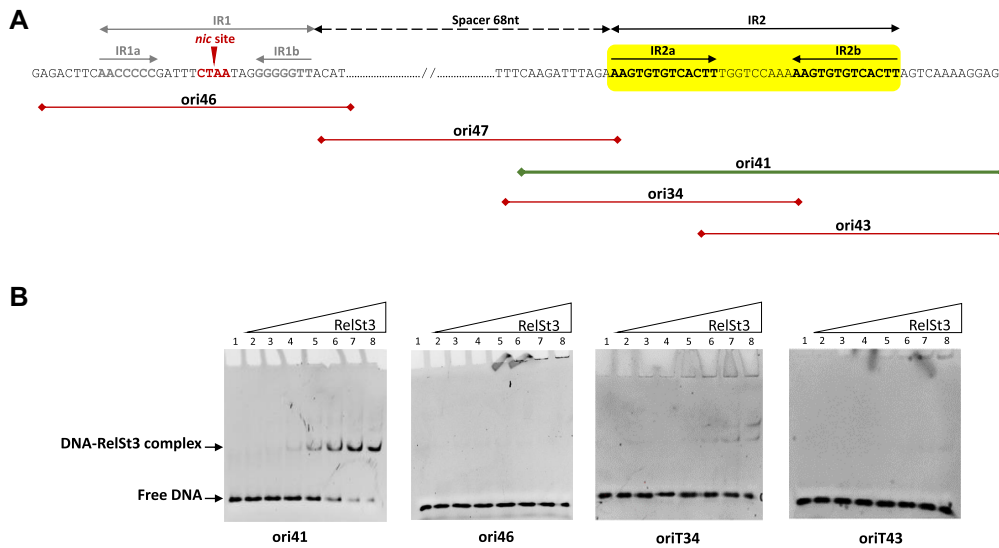 A
IR1 Spacer 68nt IR2
nic site
IR1a IR1b IR2a IR2b
GAGACTTCAACCCCCGATTTCTAATAGGGGGGTTACAT....................//.....................TTTCAAGATTTAGAAAGTGTGTCACTTTGGTCCAAAAAAGTGTGTCACTTAGTCAAAAGGAG
ori46
ori47
ori41
ori34
ori43
B
RelSt3 RelSt3 RelSt3 RelSt3
1 2 3 4 5 6 7 8 1 2 3 4 5 6 7 8 1 2 3 4 5 6 7 8 1 2 3 4 5 6 7 8
DNA-RelSt3 complex
Free DNA
ori41 ori46 oriT34 oriT43